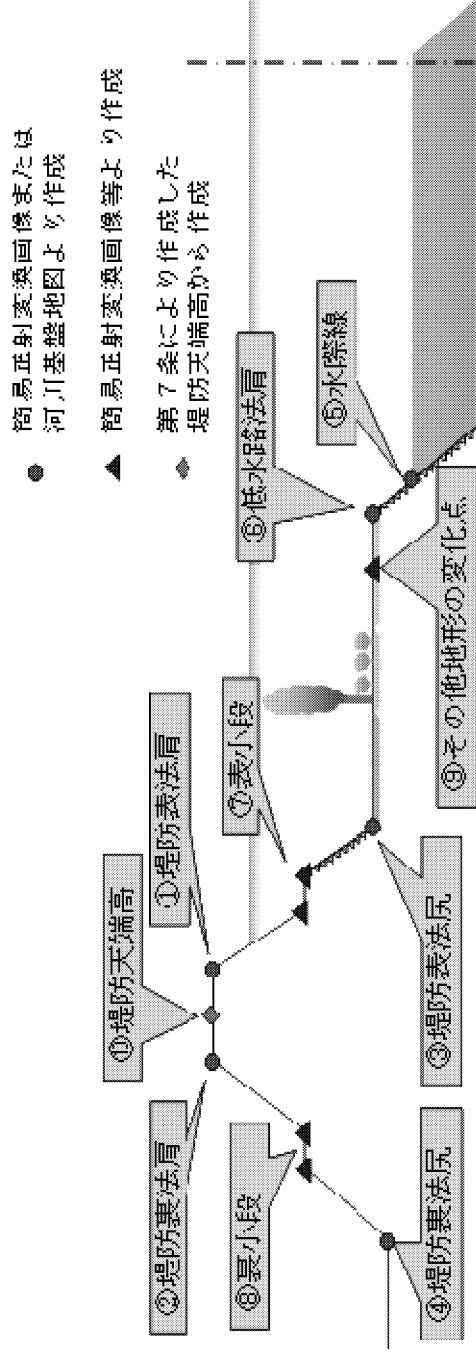 ● 簡易正射変換画像または
河川基盤地図より作成
▲ 簡易正射変換画像等より作成
◆ 第7条により作成した
堤防天端高から作成
②堤防裏法肩
⑪堤防天端高
①堤防表法肩
⑥低水路法肩
⑧裏小段
⑦表小段
⑤水際線
④堤防裏法尻
③堤防表法尻
⑨その他地形の変化点